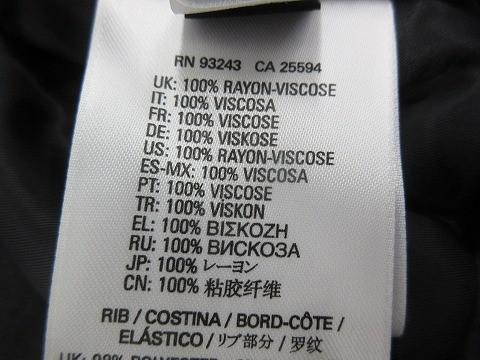 RN 93243 CA 25594
UK: 100% RAYON-VISCOSE
IT: 100% VISCOSA
FR: 100% VISCOSE
DE: 100% VISKOSE
US: 100% RAYON-VISCOSE
ES-MX: 100% VISCOSA
PT: 100% VISCOSE
TR: 100% VİSKON
EL: 100% ΒΙΣΚΟΖΗ
RU: 100% ВИСКОЗА
JP: 100% レーヨン
CN: 100% 粘胶纤维
RIB / COSTINA / BORD-CÔTE /
ELÁSTICO / リブ部分 / 罗纹